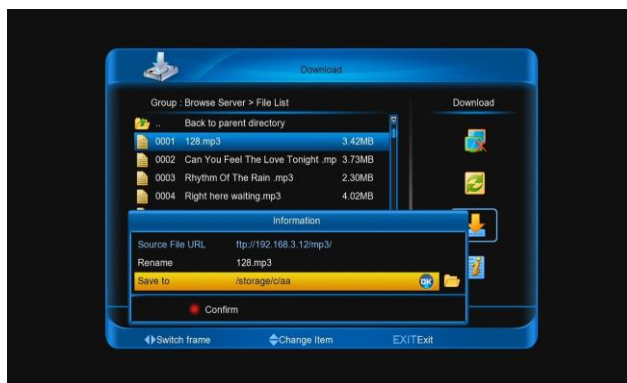 Download
Group : Browse Server > File List
Download
.. Back to parent directory
0001 128.mp3 3.42MB
0002 Can You Feel The Love Tonight .mp 3.73MB
0003 Rhythm Of The Rain .mp3 2.30MB
0004 Right here waiting.mp3 4.02MB
Information
Source File URL ftp://192.168.3.12/mp3/
Rename 128.mp3
Save to /storage/c/aa OK
Confirm
Switch frame Change Item EXITExit